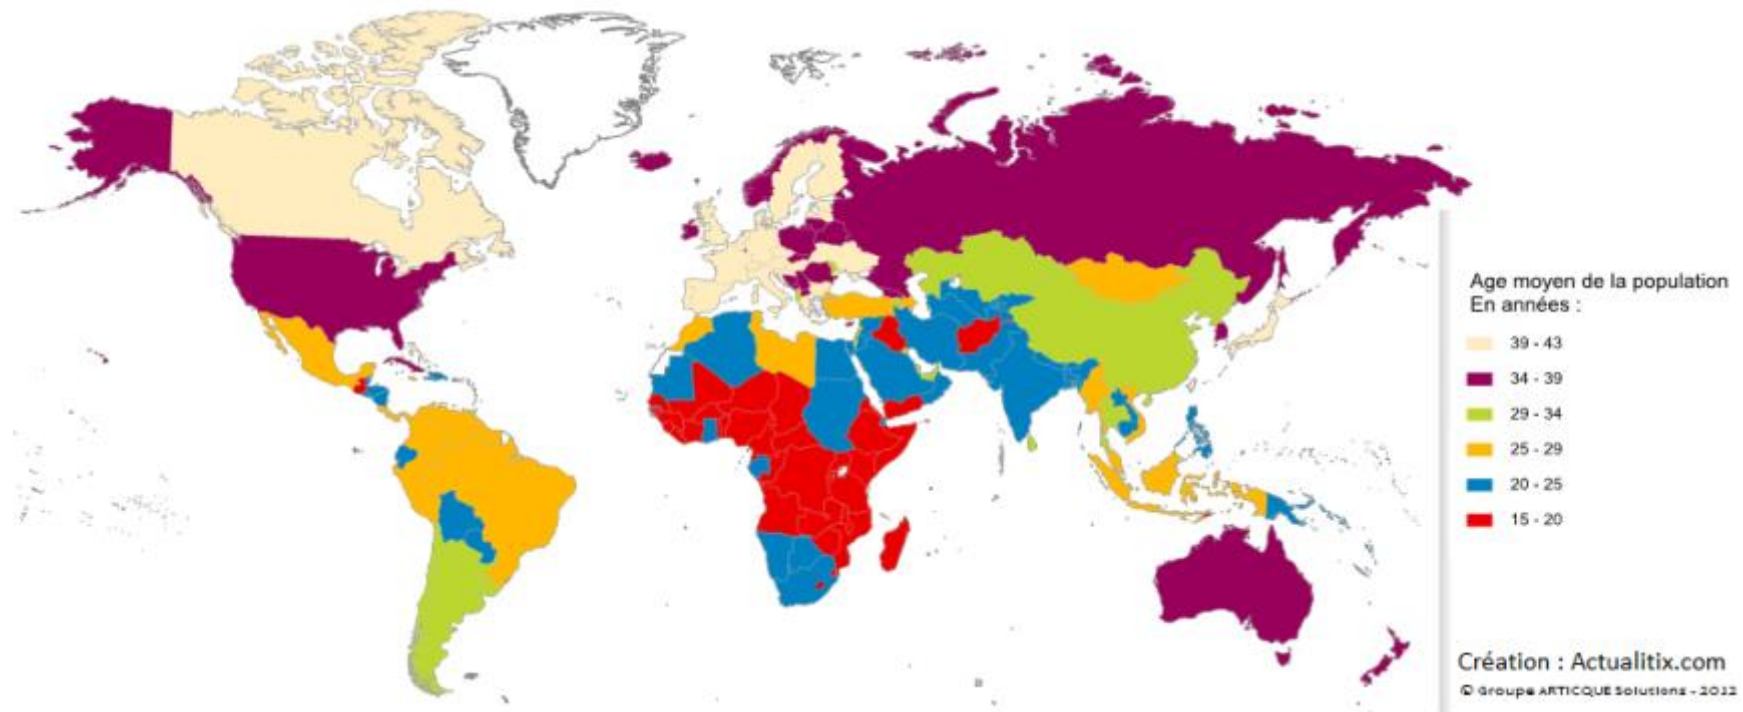 Age moyen de la population
En années :
39 - 43
34 - 39
29 - 34
25 - 29
20 - 25
15 - 20
Création : Actualitix.com
© Groupe ARTICQUE Solutions - 2012